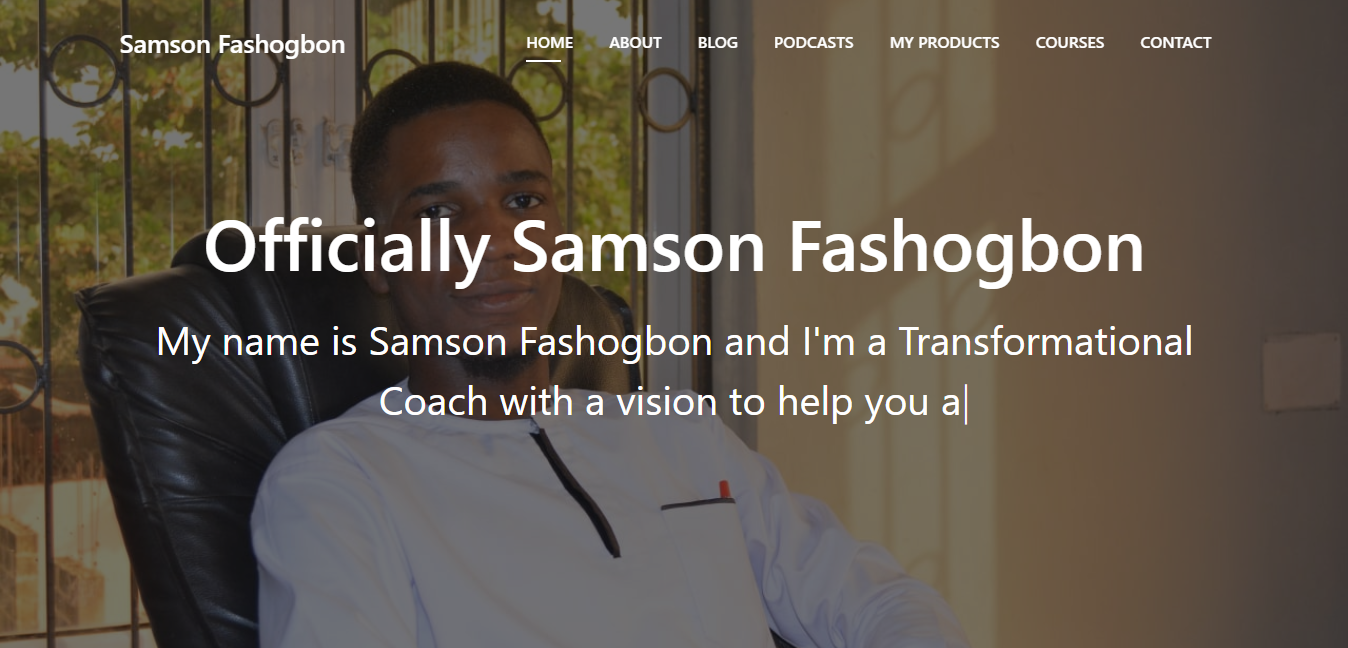 Samson Fashogbon
HOME ABOUT BLOG PODCASTS MY PRODUCTS COURSES CONTACT
Officially Samson Fashogbon
My name is Samson Fashogbon and I'm a Transformational
Coach with a vision to help you a|